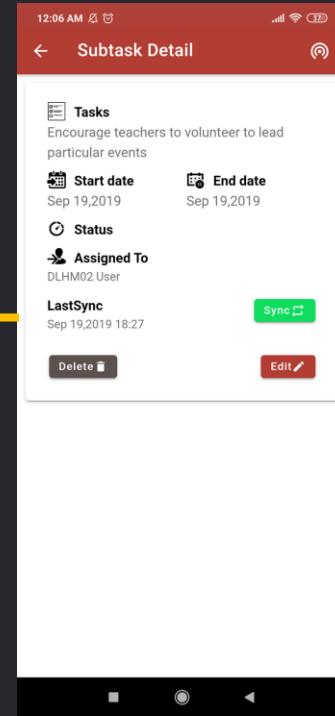 12:06 AM 37
Subtask Detail
Tasks
Encourage teachers to volunteer to lead
particular events
Start date End date
Sep 19,2019 Sep 19,2019
Status
Assigned To
DLHM02 User
LastSync
Sep 19,2019 18:27
Sync
Delete Edit